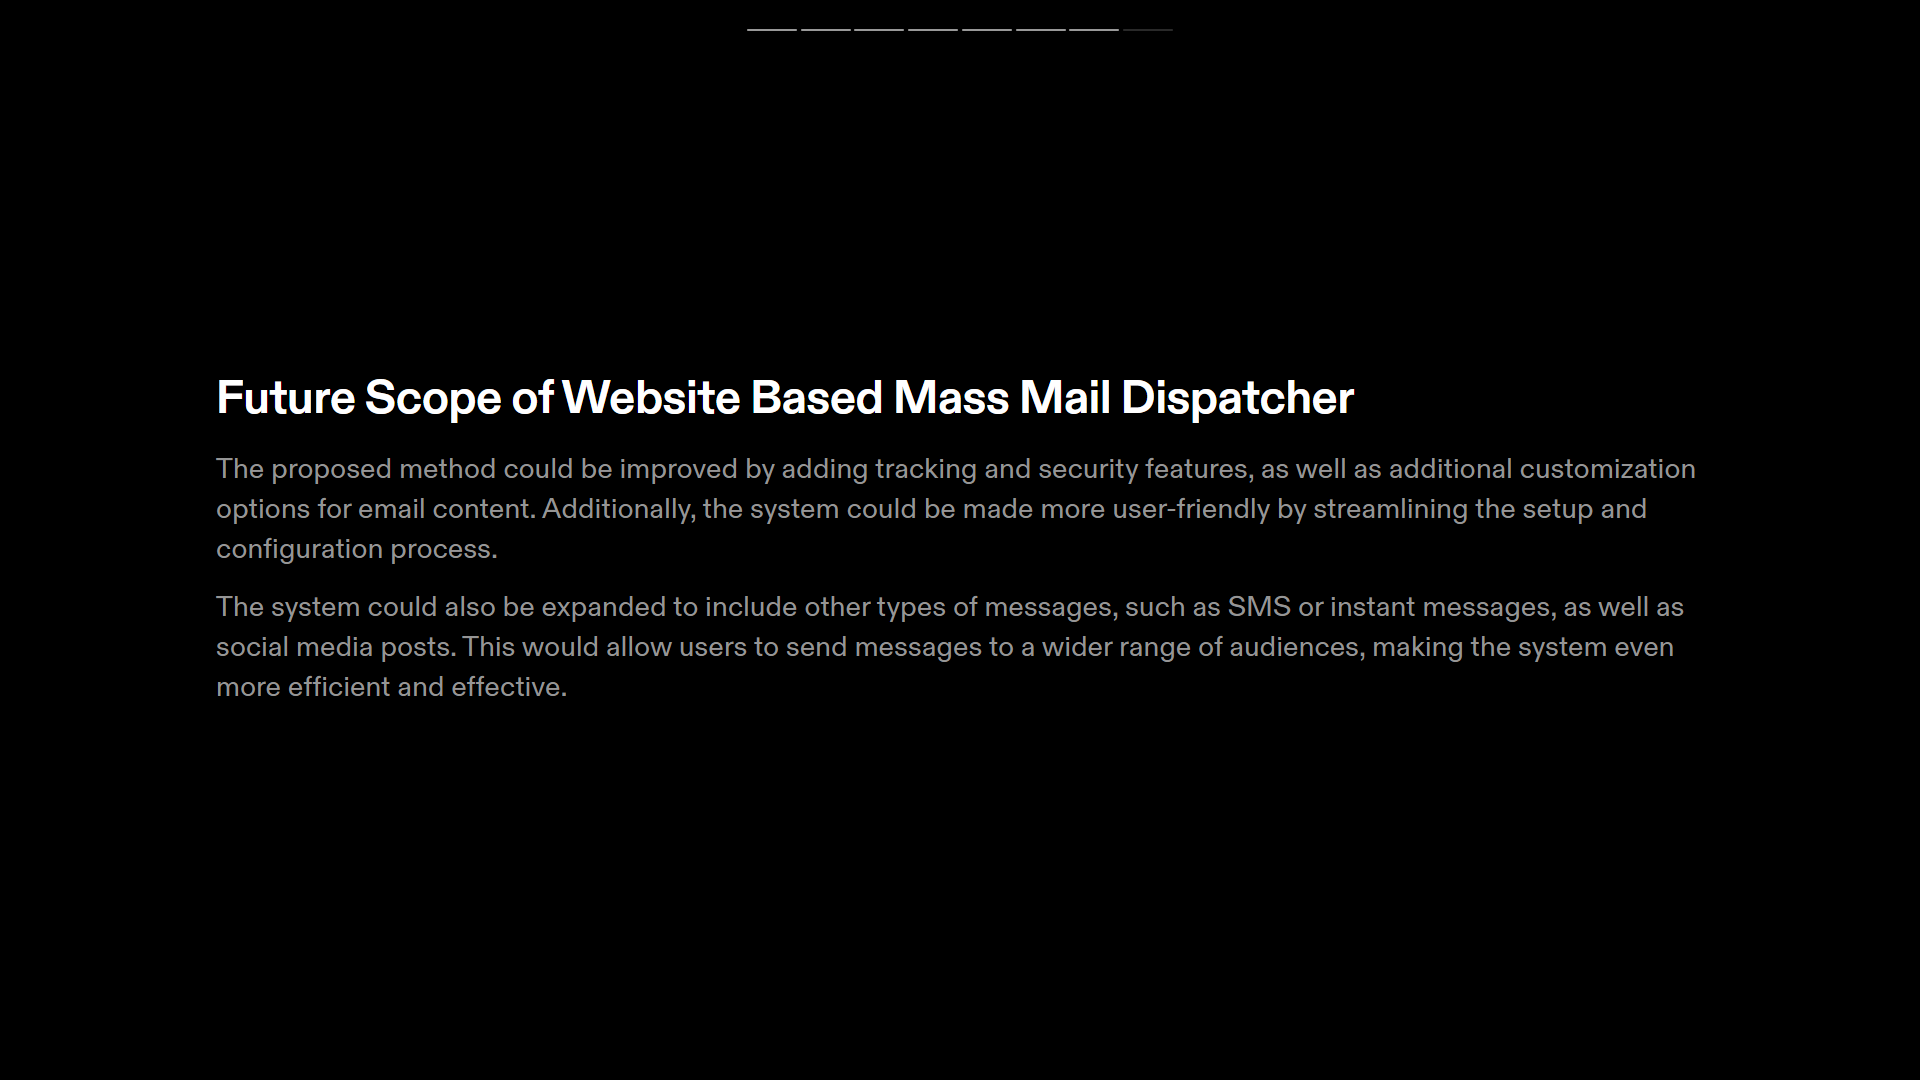 Future Scope of Website Based Mass Mail Dispatcher
The proposed method could be improved by adding tracking and security features, as well as additional customization
options for email content. Additionally, the system could be made more user-friendly by streamlining the setup and
configuration process.
The system could also be expanded to include other types of messages, such as SMS or instant messages, as well as
social media posts. This would allow users to send messages to a wider range of audiences, making the system even
more efficient and effective.